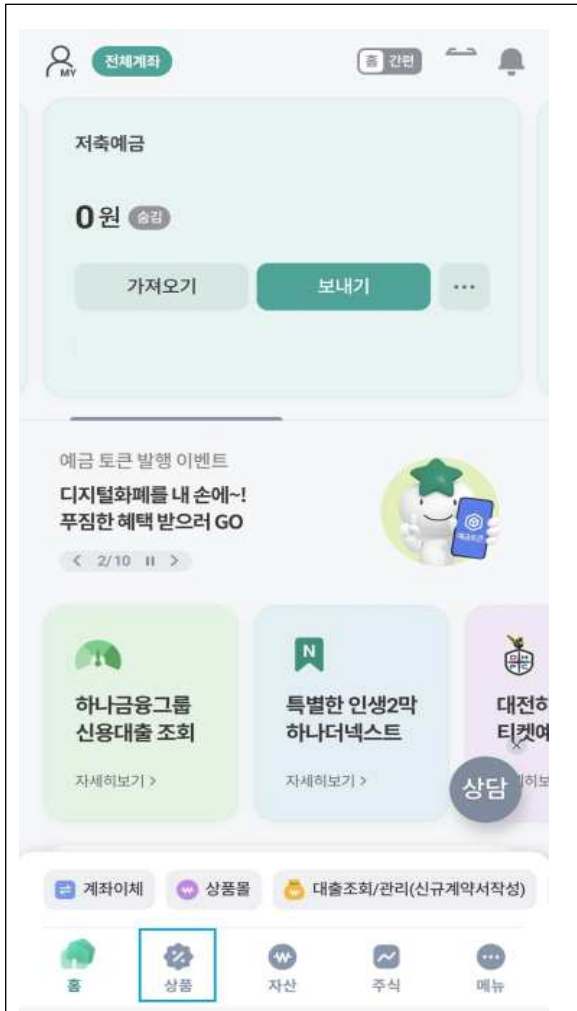 MY 전체계좌 홈 간편
저축예금
0원 숨김
가져오기 보내기 ···
예금 토큰 발행 이벤트
디지털화폐를 내 손에~!
푸짐한 혜택 받으러 GO
예금토큰
< 2/10 II >
N
하나금융그룹
신용대출 조회
자세히보기 >
특별한 인생2막
하나더넥스트
자세히보기 >
대전하
티켓예
상담
계좌이체 상품몰 대출조회/관리(신규계약서작성)
홈 상품 자산 주식 메뉴